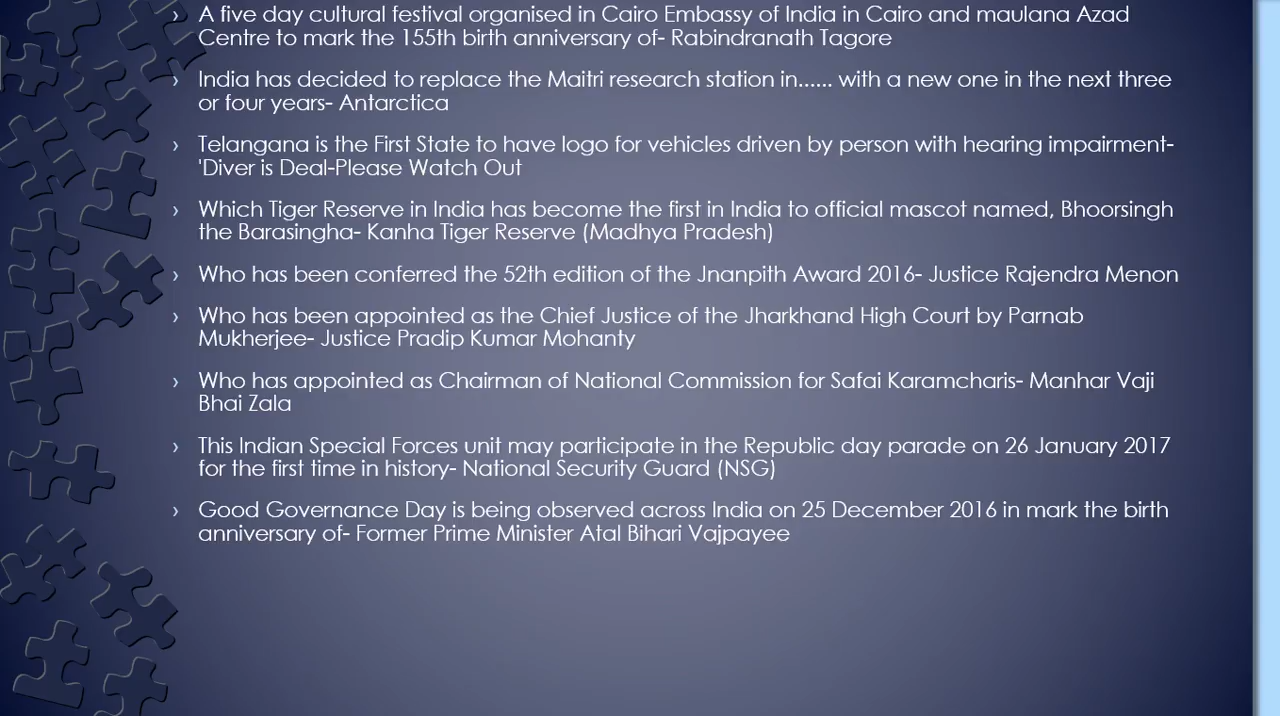 › A five day cultural festival organised in Cairo Embassy of India in Cairo and maulana Azad
Centre to mark the 155th birth anniversary of- Rabindranath Tagore
› India has decided to replace the Maitri research station in...... with a new one in the next three
or four years- Antarctica
› Telangana is the First State to have logo for vehicles driven by person with hearing impairment-
'Diver is Deal-Please Watch Out
› Which Tiger Reserve in India has become the first in India to official mascot named, Bhoorsingh
the Barasingha- Kanha Tiger Reserve (Madhya Pradesh)
› Who has been conferred the 52th edition of the Jnanpith Award 2016- Justice Rajendra Menon
› Who has been appointed as the Chief Justice of the Jharkhand High Court by Parnab
Mukherjee- Justice Pradip Kumar Mohanty
› Who has appointed as Chairman of National Commission for Safai Karamcharis- Manhar Vaji
Bhai Zala
› This Indian Special Forces unit may participate in the Republic day parade on 26 January 2017
for the first time in history- National Security Guard (NSG)
› Good Governance Day is being observed across India on 25 December 2016 in mark the birth
anniversary of- Former Prime Minister Atal Bihari Vajpayee